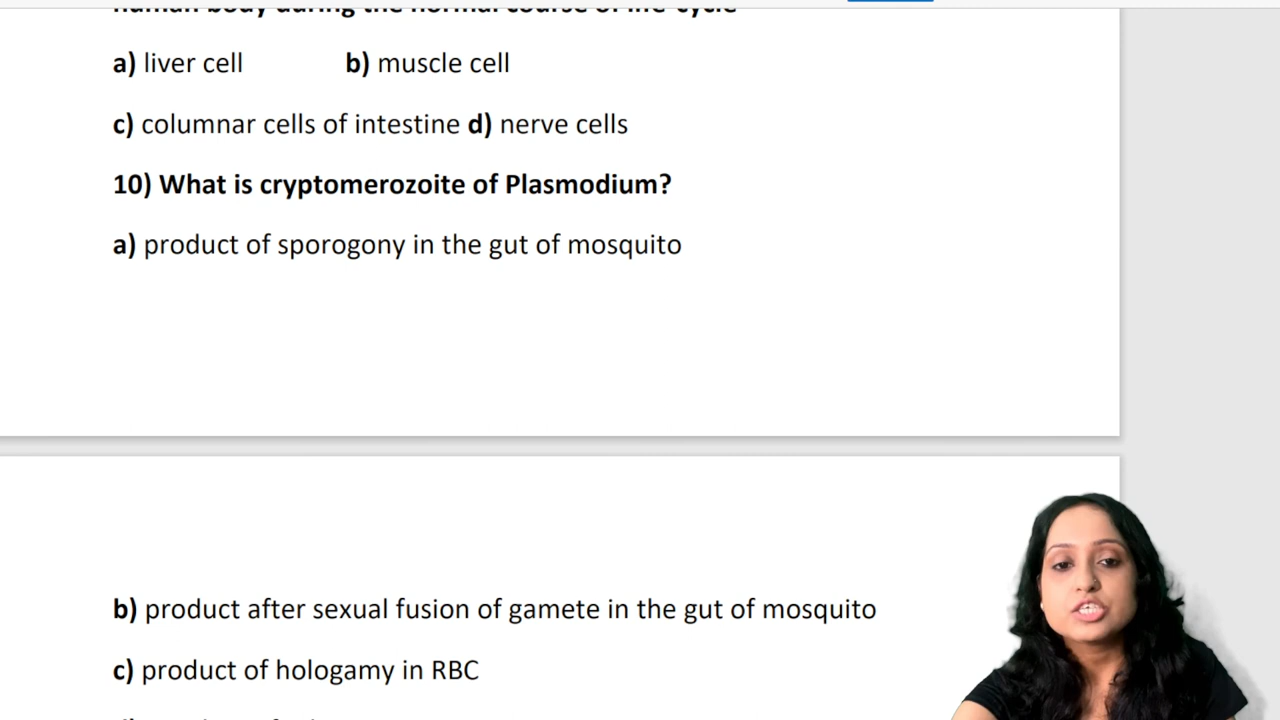 human body during the normal course of life-cycle
a) liver cell b) muscle cell
c) columnar cells of intestine d) nerve cells
10) What is cryptomerozoite of Plasmodium?
a) product of sporogony in the gut of mosquito
b) product after sexual fusion of gamete in the gut of mosquito
c) product of hologamy in RBC